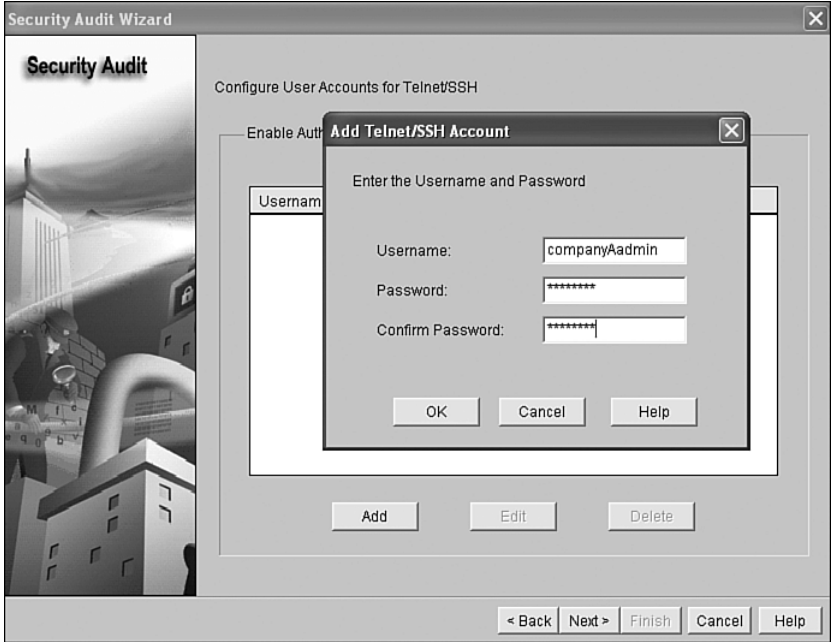 Security Audit Wizard
Security Audit
Configure User Accounts for Telnet/SSH
Enable Auth
Usernam
Add Telnet/SSH Account
Enter the Username and Password
Username: companyAadmin
Password: ********
Confirm Password: ********
OK Cancel Help
Add Edit Delete
< Back Next > Finish Cancel Help